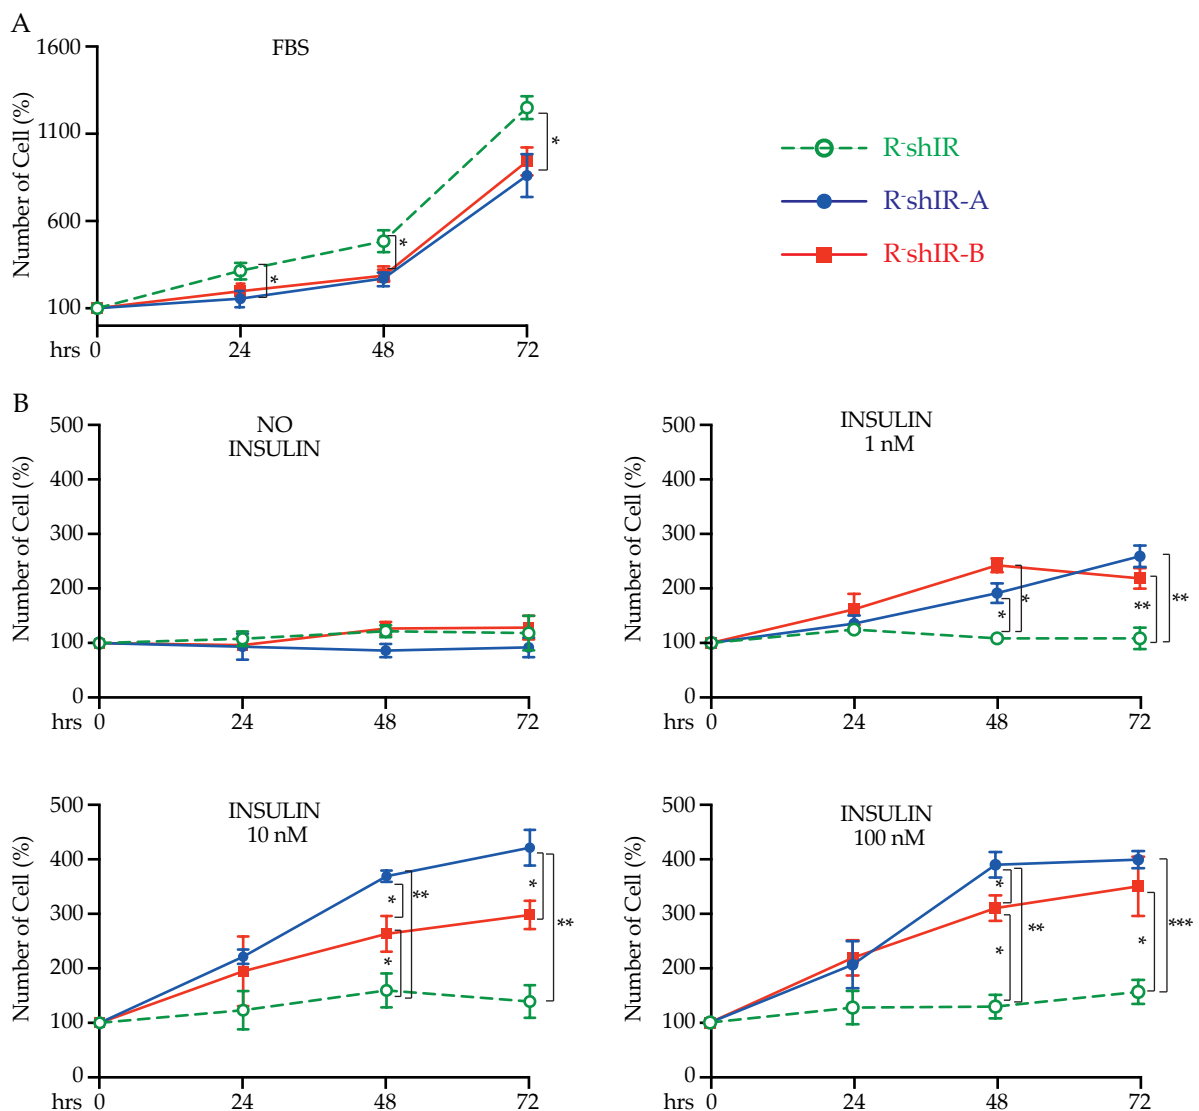 A
FBS
Number of Cell (%)
1600
1100
600
100
hrs 0 24 48 72
*
*
*
R-shIR
R-shIR-A
R-shIR-B
B
NO
INSULIN
Number of Cell (%)
500
400
300
200
100
0
hrs 0 24 48 72
INSULIN
1 nM
Number of Cell (%)
500
400
300
200
100
0
hrs 0 24 48 72
*
*
**
**
INSULIN
10 nM
Number of Cell (%)
500
400
300
200
100
0
hrs 0 24 48 72
*
**
*
*
**
INSULIN
100 nM
Number of Cell (%)
500
400
300
200
100
0
hrs 0 24 48 72
*
*
**
*
***